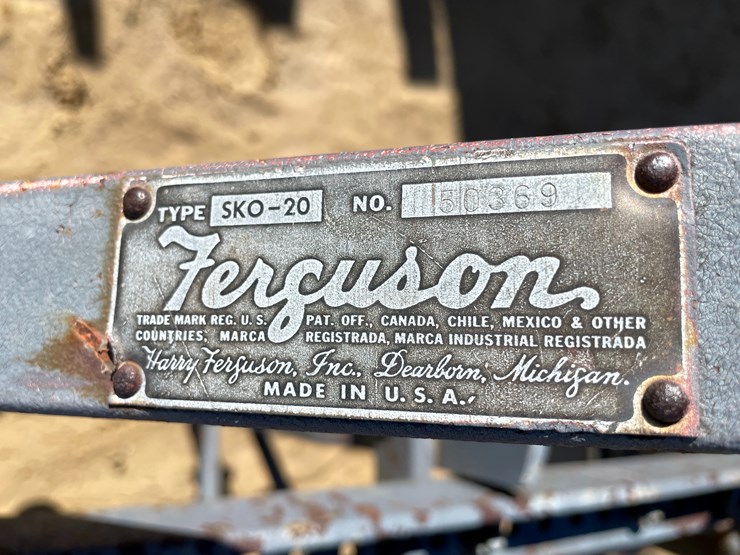 TYPE SKO-20 NO. 50369
Ferguson
TRADE MARK REG. U.S. PAT. OFF., CANADA, CHILE, MEXICO & OTHER
COUNTRIES, MARCA REGISTRADA, MARCA INDUSTRIAL REGISTRADA
Harry Ferguson, Inc., Dearborn, Michigan.
MADE IN U.S.A.